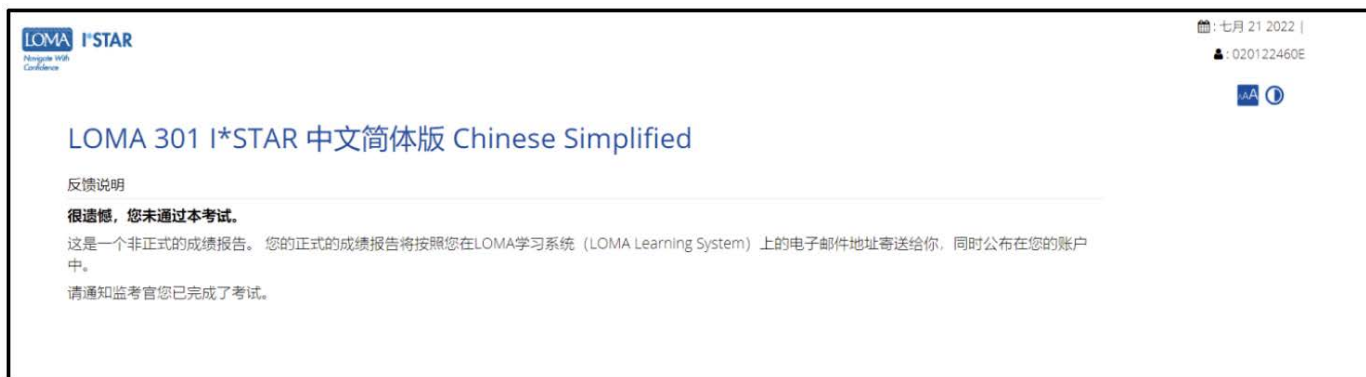 LOMA I*STAR
Navigate With
Confidence
: 七月 21 2022 |
: 020122460E
AAA
LOMA 301 I*STAR 中文简体版 Chinese Simplified
反馈说明
很遗憾，您未通过本考试。
这是一个非正式的成绩报告。 您的正式的成绩报告将按照您在LOMA学习系统（LOMA Learning System）上的电子邮件地址寄送给你，同时公布在您的账户
中。
请通知监考官您已完成了考试。